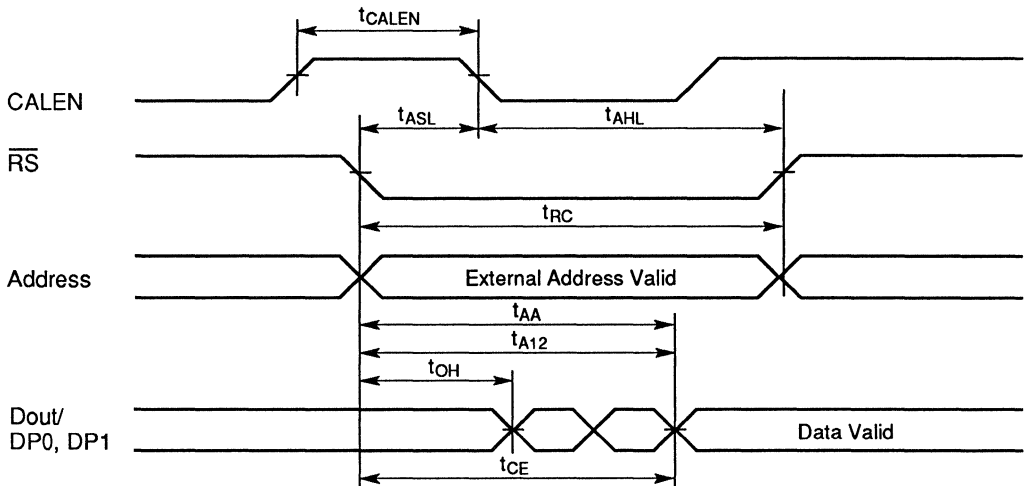 tCALEN
CALEN
tASL
tAHL
RS
tRC
Address
External Address Valid
tAA
tA12
tOH
Dout/
DP0, DP1
Data Valid
tCE